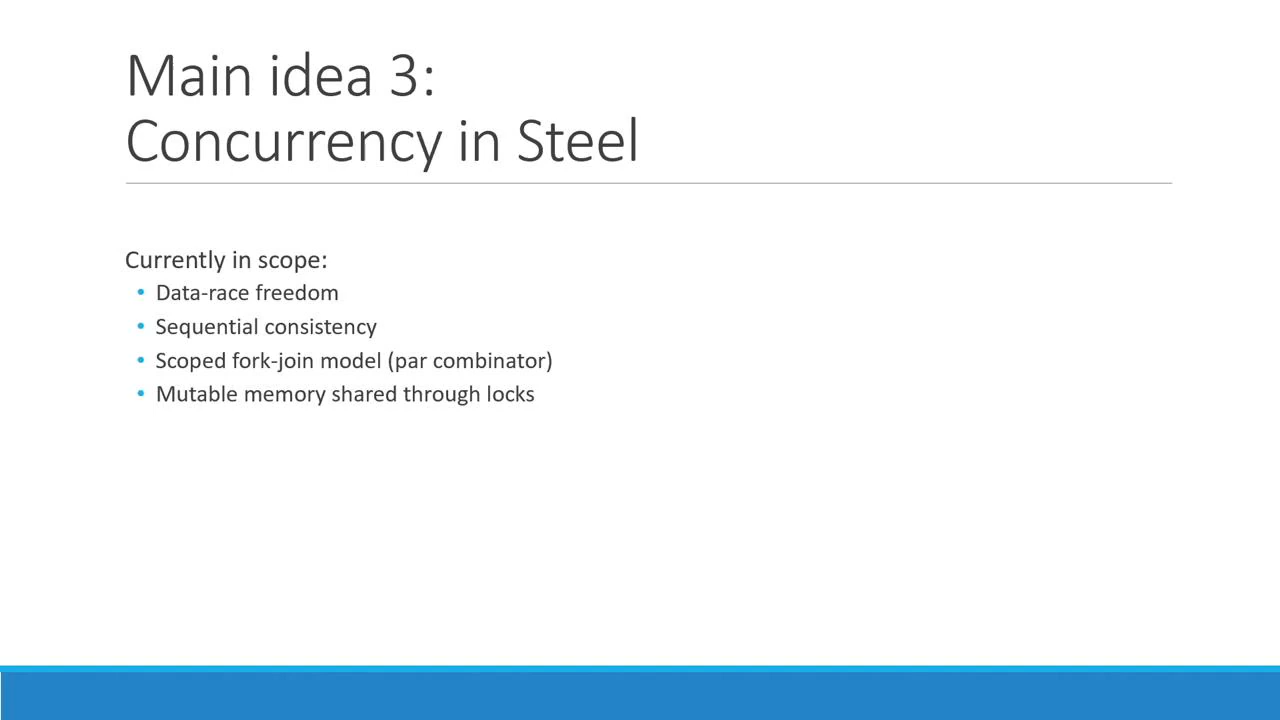 Main idea 3:
Concurrency in Steel
Currently in scope:
• Data-race freedom
• Sequential consistency
• Scoped fork-join model (par combinator)
• Mutable memory shared through locks